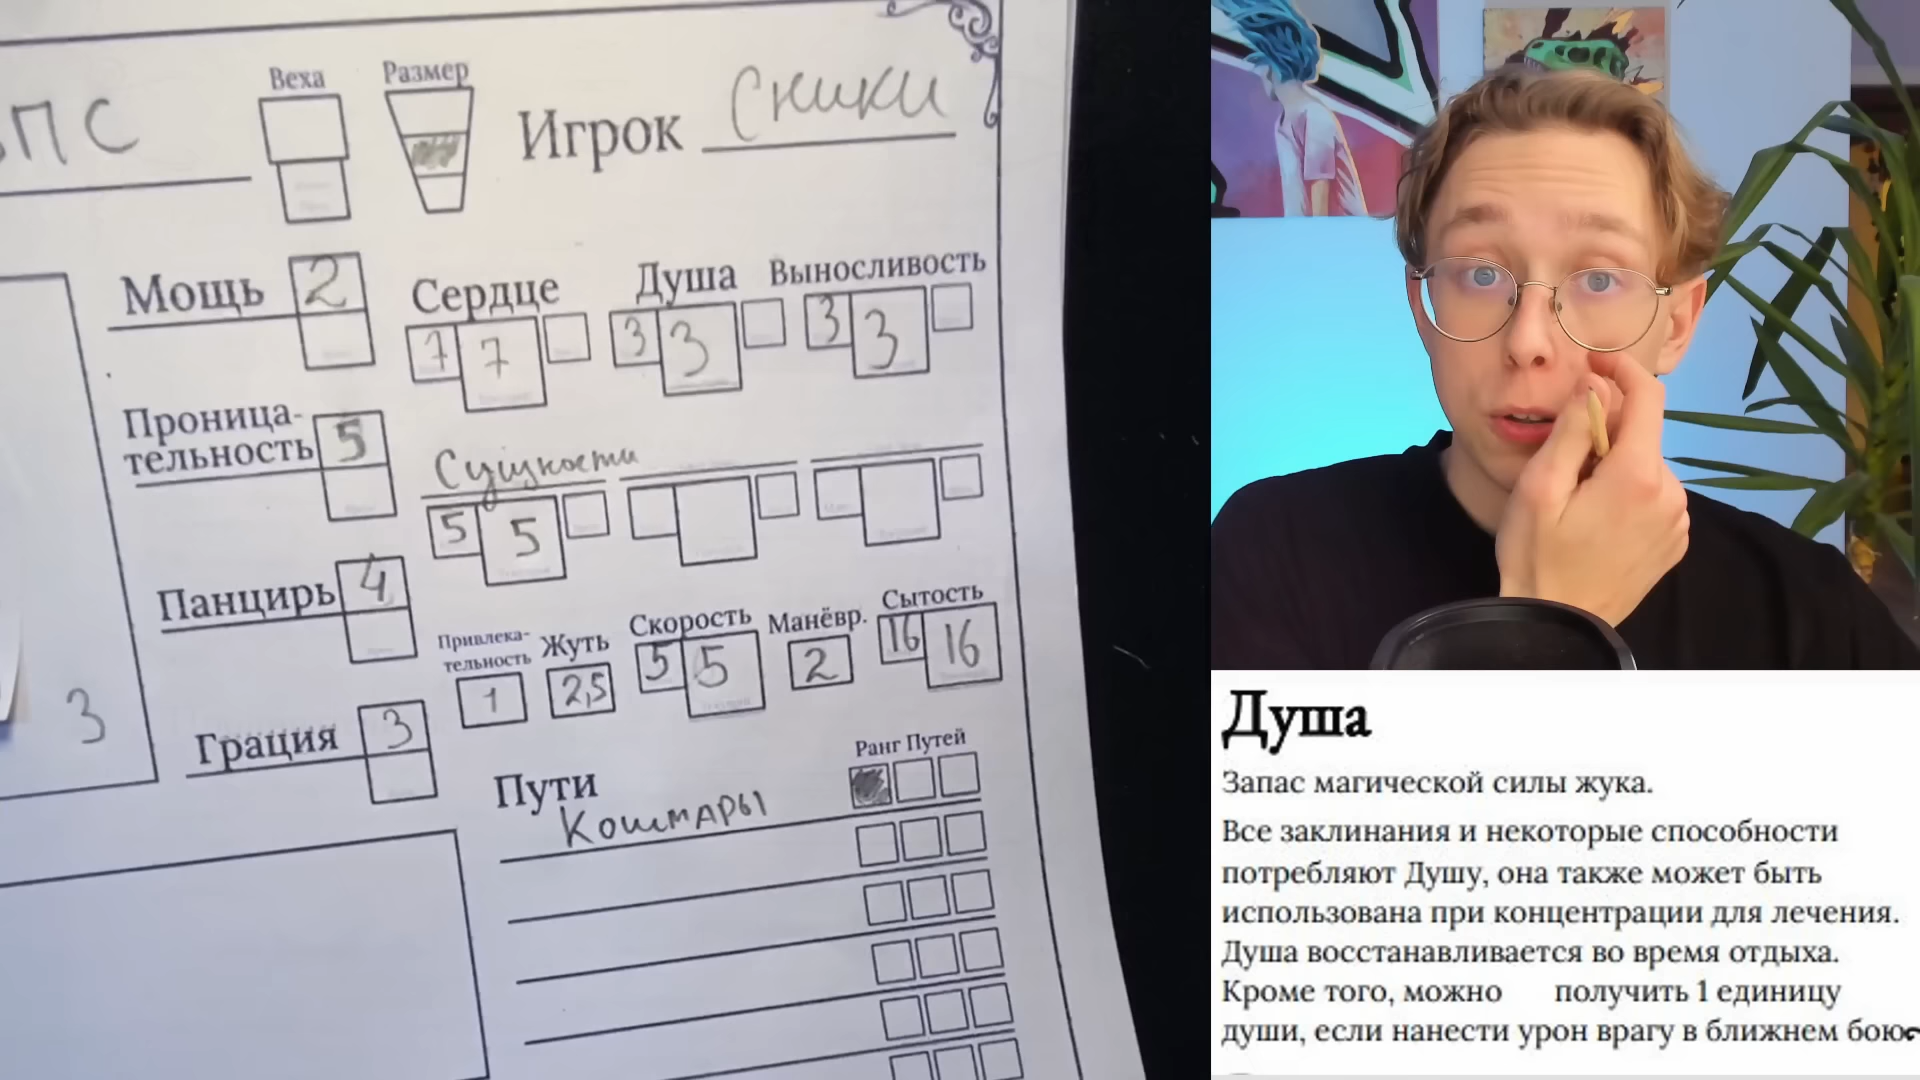 ПС
Веха
Размер
Игрок Сники
Мощь 2
Сердце 7 7
Душа 3 3
Выносливость 3 3
Проница-
тельность 5
Сущности 5 5
Панцирь 4
3
Привлека-
тельность 1
Жуть 2,5
Скорость 5 5
Манёвр. 2
Сытость 16 16
Грация 3
Пути
Ранг Путей
Кошмары
Душа
Запас магической силы жука.
Все заклинания и некоторые способности
потребляют Душу, она также может быть
использована при концентрации для лечения.
Душа восстанавливается во время отдыха.
Кроме того, можно получить 1 единицу
души, если нанести урон врагу в ближнем бою